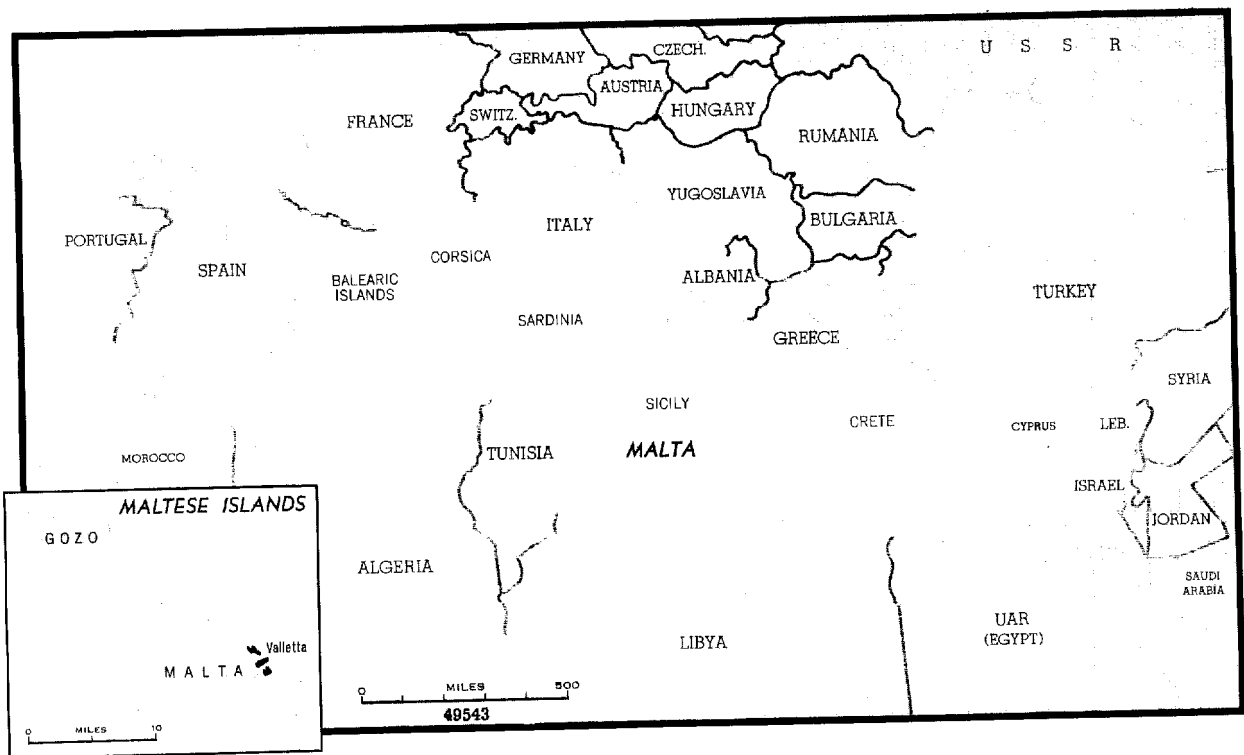 U S S R
GERMANY
CZECH.
AUSTRIA
FRANCE
SWITZ.
HUNGARY
RUMANIA
YUGOSLAVIA
PORTUGAL
ITALY
BULGARIA
SPAIN
CORSICA
BALEARIC
ISLANDS
ALBANIA
TURKEY
SARDINIA
GREECE
SYRIA
SICILY
CRETE
CYPRUS
LEB.
MOROCCO
TUNISIA
MALTA
ISRAEL
JORDAN
ALGERIA
SAUDI
ARABIA
LIBYA
UAR
(EGYPT)
0 MILES 500
49543
MALTESE ISLANDS
GOZO
Valletta
MALTA
0 MILES 10